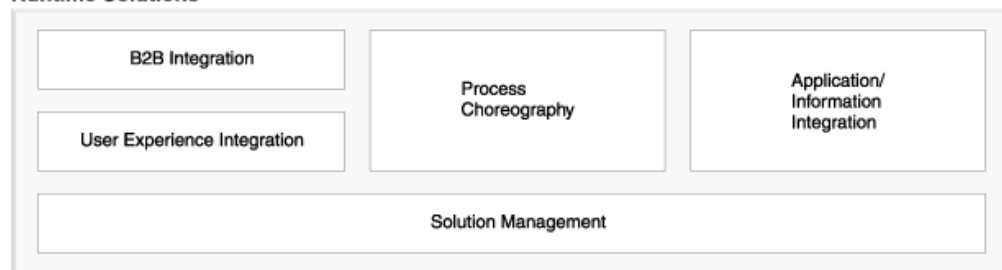 B2B Integration
User Experience Integration
Process
Choreography
Application/
Information
Integration
Solution Management